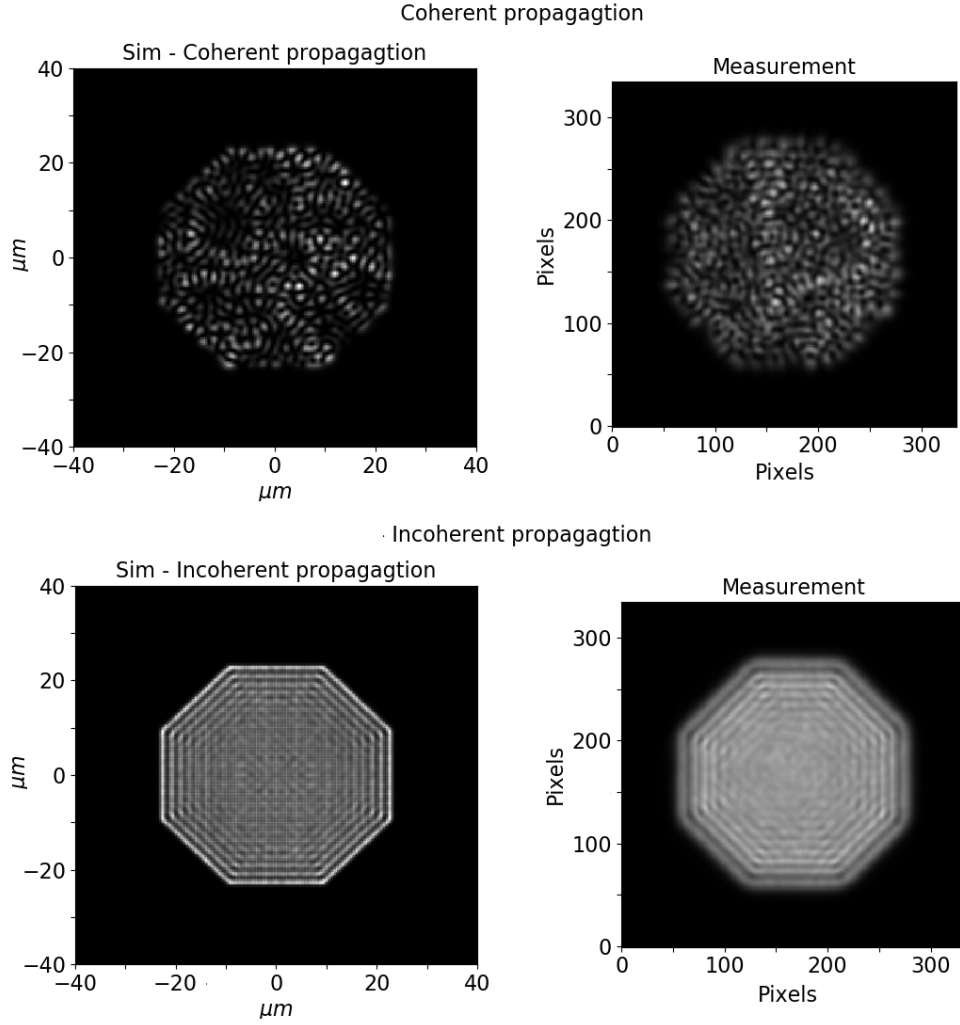 Coherent propagagtion
Sim - Coherent propagagtion
Measurement
40
20
0
−20
−40
μm
−40 −20 0 20 40
μm
300
200
100
0
Pixels
0 100 200 300
Pixels
Incoherent propagagtion
Sim - Incoherent propagagtion
Measurement
40
20
0
−20
−40
μm
−40 −20 0 20 40
μm
300
200
100
0
Pixels
0 100 200 300
Pixels